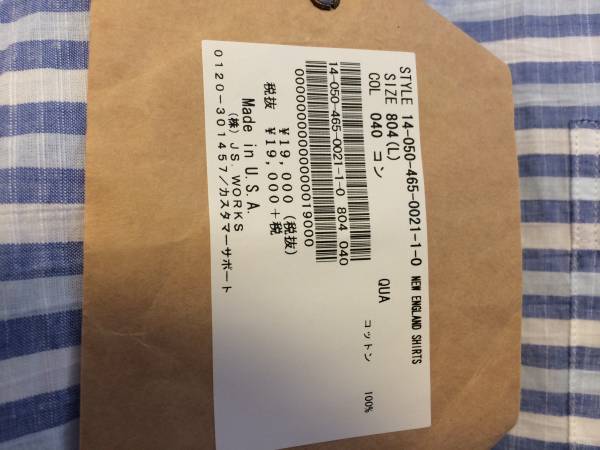 STYLE 14-050-465-0021-1-0 NEW ENGLAND SHIRTS
SIZE 804(L)
COL 040 コン
QUA コットン 100%
14-050-465-0021-1-0 804 040
0000000000000000019000
¥19,000 (税抜)
税抜 ¥19,000+税
Made in U.S.A.
(株) JS.WORKS
0120-301457/カスタマーサポート